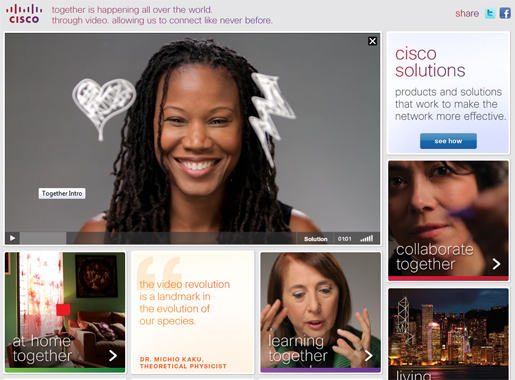 CISCO
together is happening all over the world.
through video. allowing us to connect like never before.
share
Together Intro
Solution 01:01
cisco
solutions
products and solutions
that work to make the
network more effective.
see how
collaborate
together
at home
together
the video revolution
is a landmark in
the evolution of
our species.
DR. MICHIO KAKU,
THEORETICAL PHYSICIST
learning
together
living